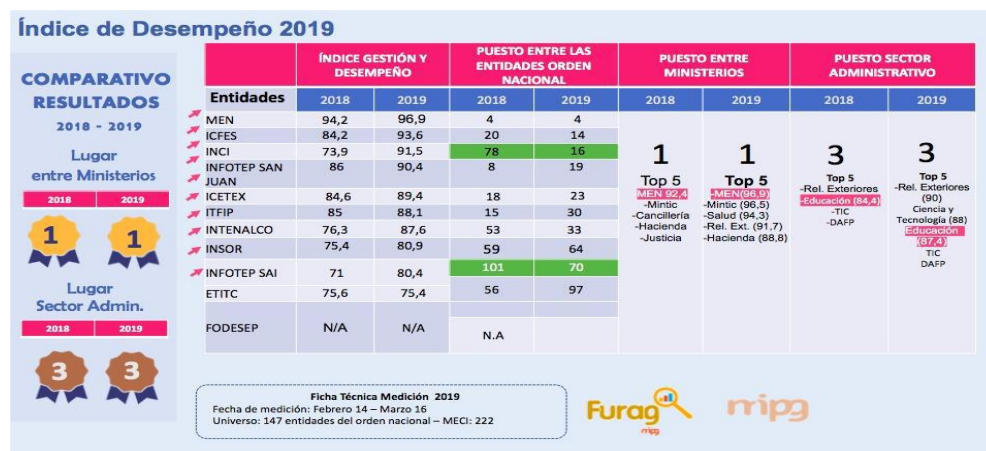 Índice de Desempeño 2019
COMPARATIVO
RESULTADOS
2018 - 2019
Lugar
entre Ministerios
2018 2019
1 1
Lugar
Sector Admin.
2018 2019
3 3
ÍNDICE GESTIÓN Y
DESEMPEÑO
PUESTO ENTRE LAS
ENTIDADES ORDEN
NACIONAL
PUESTO ENTRE
MINISTERIOS
PUESTO SECTOR
ADMINISTRATIVO
Entidades 2018 2019 2018 2019 2018 2019 2018 2019
MEN 94,2 96,9 4 4
ICFES 84,2 93,6 20 14
INCI 73,9 91,5 78 16
INFOTEP SAN
JUAN 86 90,4 8 19
ICETEX 84,6 89,4 18 23
ITFIP 85 88,1 15 30
INTENALCO 76,3 87,6 53 33
INSOR 75,4 80,9 59 64
INFOTEP SAI 71 80,4 101 70
ETITC 75,6 75,4 56 97
FODESEP N/A N/A N.A
1
Top 5
MEN 92,4
-Mintic
-Cancillería
-Hacienda
-Justicia
1
Top 5
-MEN(96,9)
-Mintic (96,5)
-Salud (94,3)
-Rel. Ext. (91,7)
-Hacienda (88,8)
3
Top 5
-Rel. Exteriores
-Educación (84,4)
-TIC
-DAFP
3
Top 5
-Rel. Exteriores
(90)
Ciencia y
Tecnología (88)
Educación
(87,4)
TIC
DAFP
Ficha Técnica Medición 2019
Fecha de medición: Febrero 14 – Marzo 16
Universo: 147 entidades del orden nacional – MECI: 222
Furag
mipg
mipg